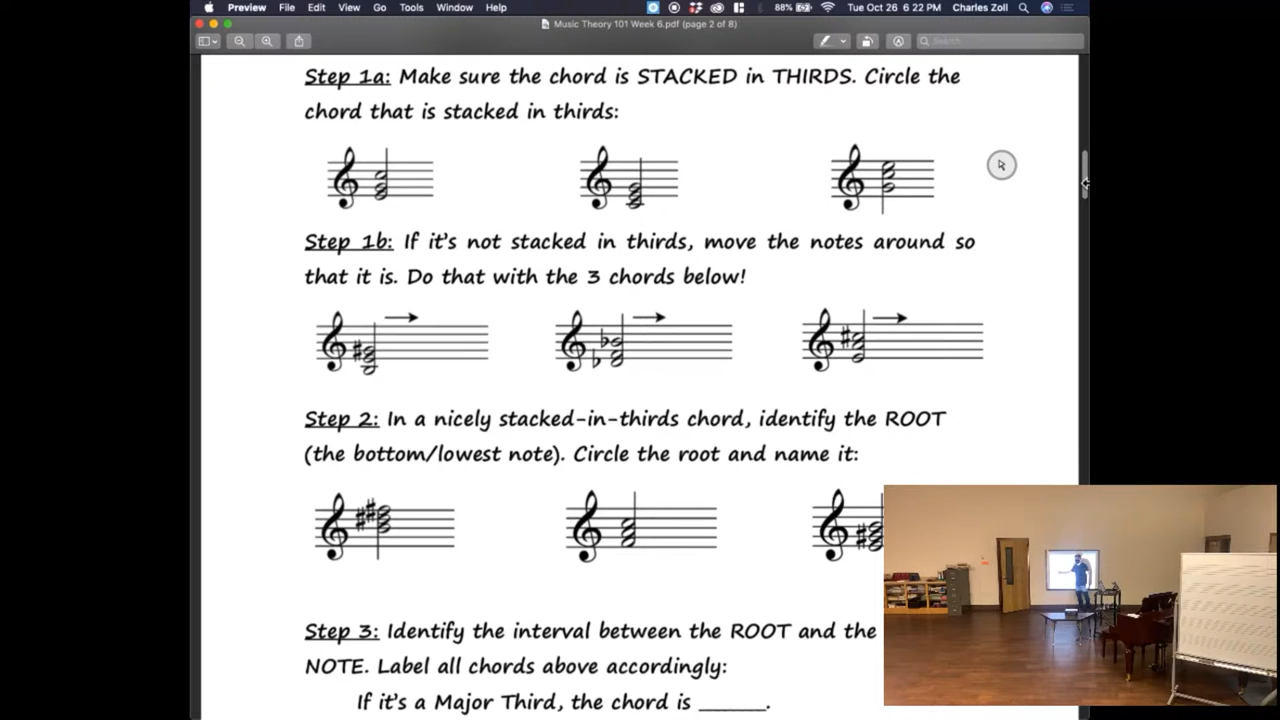 Preview File Edit View Go Tools Window Help 88% Tue Oct 26 6:22 PM Charles Zoll
Music Theory 101 Week 6.pdf (page 2 of 8)
Search
Step 1a: Make sure the chord is STACKED in THIRDS. Circle the
chord that is stacked in thirds:
Step 1b: If it's not stacked in thirds, move the notes around so
that it is. Do that with the 3 chords below!
Step 2: In a nicely stacked-in-thirds chord, identify the ROOT
(the bottom/lowest note). Circle the root and name it:
Step 3: Identify the interval between the ROOT and the
NOTE. Label all chords above accordingly:
If it's a Major Third, the chord is ______.